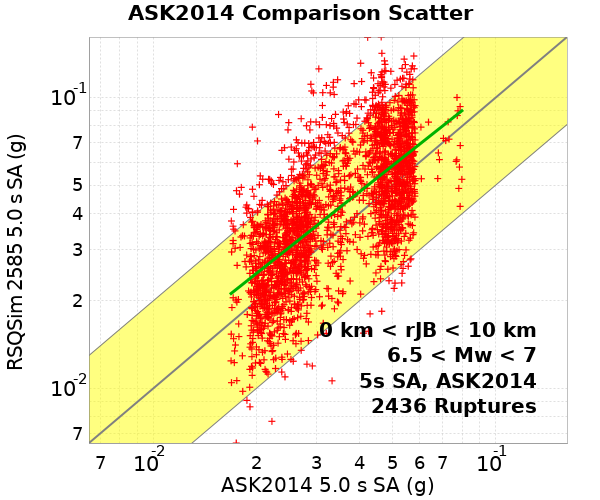 ASK2014 Comparison Scatter
RSQSim 2585 5.0 s SA (g)
10-1
7
5
4
3
2
10-2
7
0 km < rJB < 10 km
6.5 < Mw < 7
5s SA, ASK2014
2436 Ruptures
7 10-2 2 3 4 5 6 7 10-1
ASK2014 5.0 s SA (g)